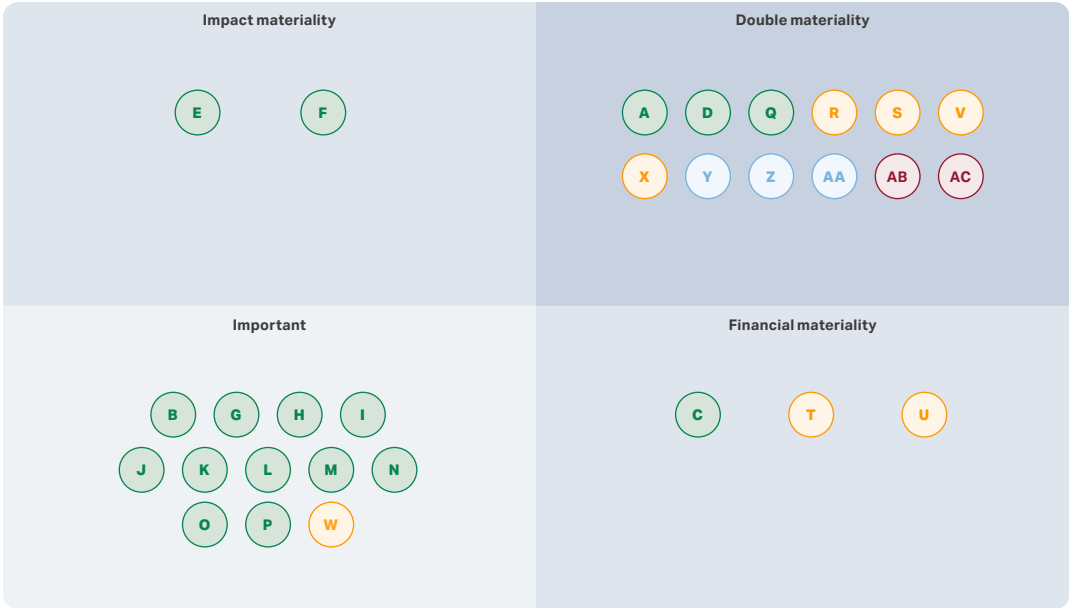 Impact materiality
E F
Double materiality
A D Q R S V
X Y Z AA AB AC
Important
B G H I
J K L M N
O P W
Financial materiality
C T U